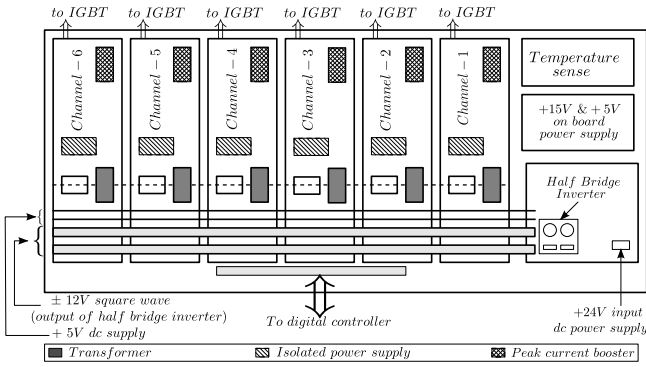 to IGBT to IGBT to IGBT to IGBT to IGBT to IGBT
Channel − 6
Channel − 5
Channel − 4
Channel − 3
Channel − 2
Channel − 1
Temperature
sense
+15V & + 5V
on board
power supply
Half Bridge
Inverter
± 12V square wave
(output of half bridge inverter)
+ 5V dc supply
To digital controller
+24V input
dc power supply
Transformer
Isolated power supply
Peak current booster